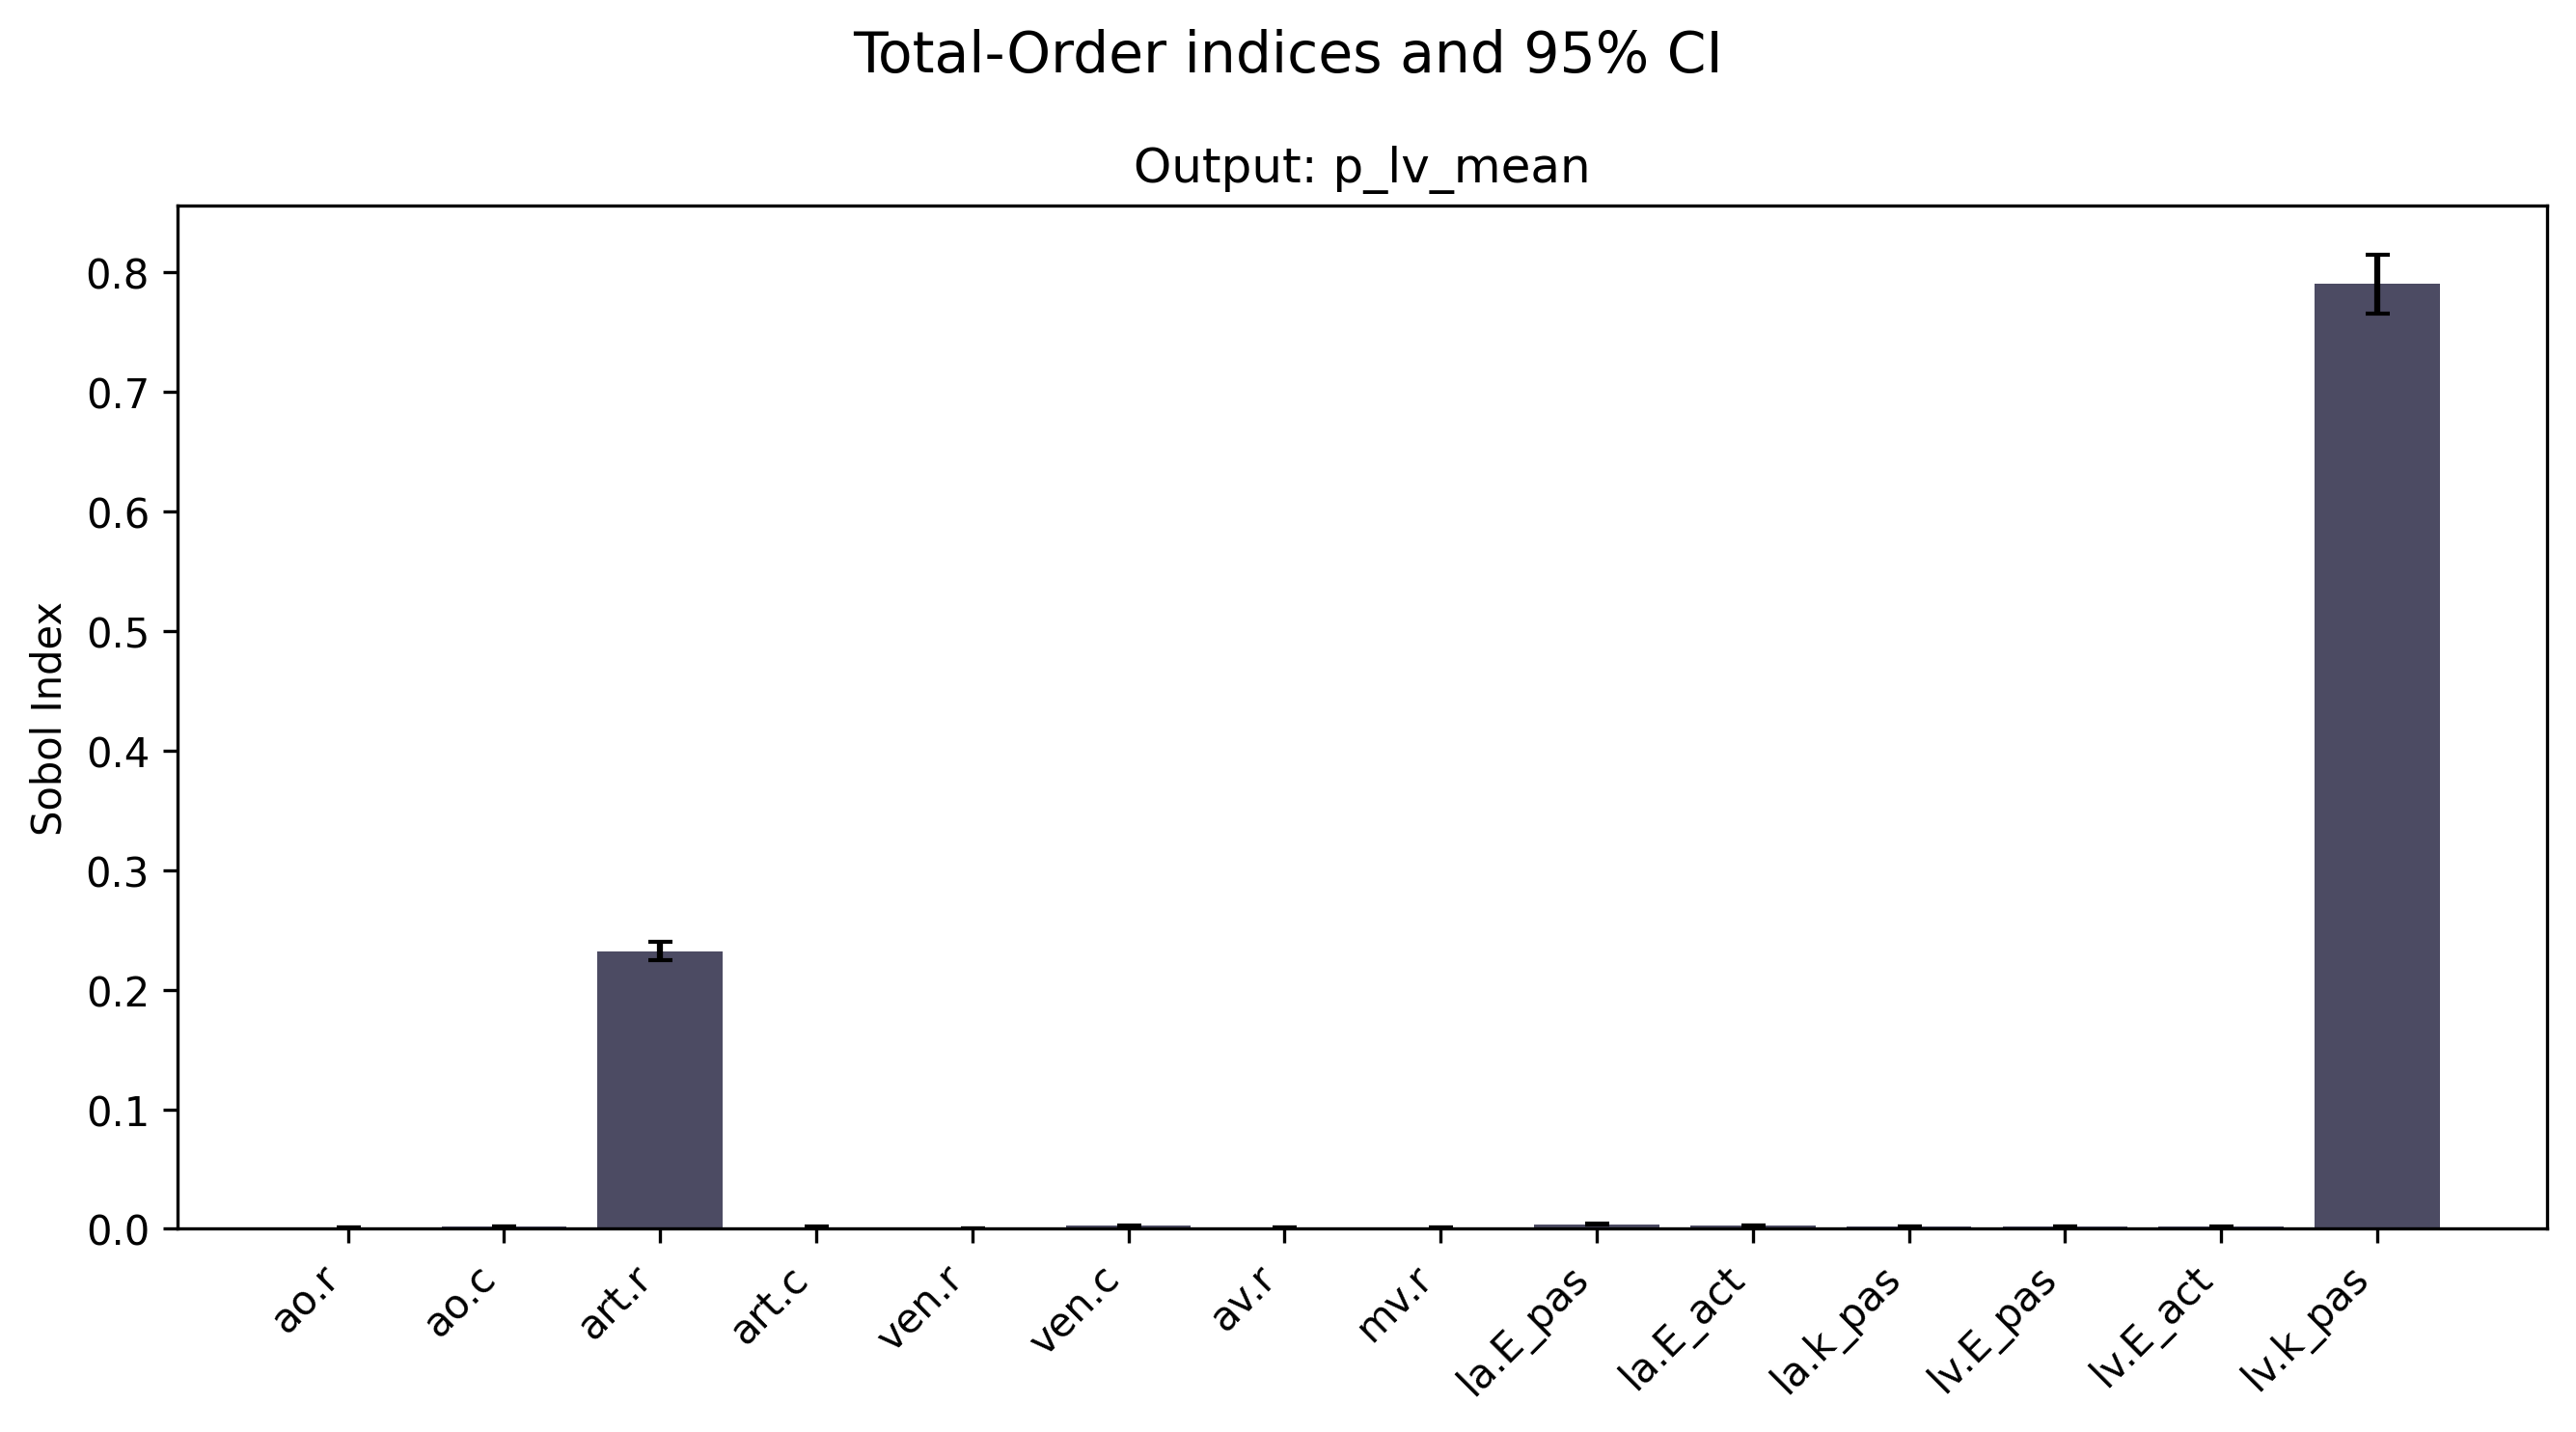 Total-Order indices and 95% CI
Output: p_lv_mean
Sobol Index
0.8
0.7
0.6
0.5
0.4
0.3
0.2
0.1
0.0
ao.r
ao.c
art.r
art.c
ven.r
ven.c
av.r
mv.r
la.E_pas
la.E_act
la.k_pas
lv.E_pas
lv.E_act
lv.k_pas